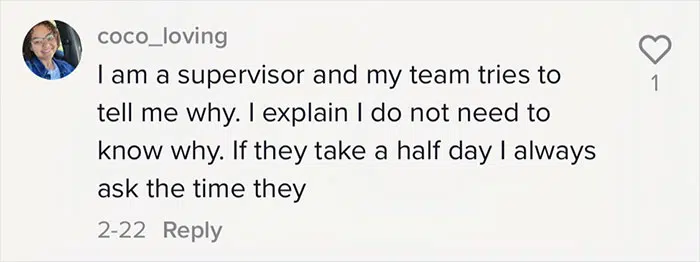 coco_loving
I am a supervisor and my team tries to
tell me why. I explain I do not need to
know why. If they take a half day I always
ask the time they
1
2-22 Reply